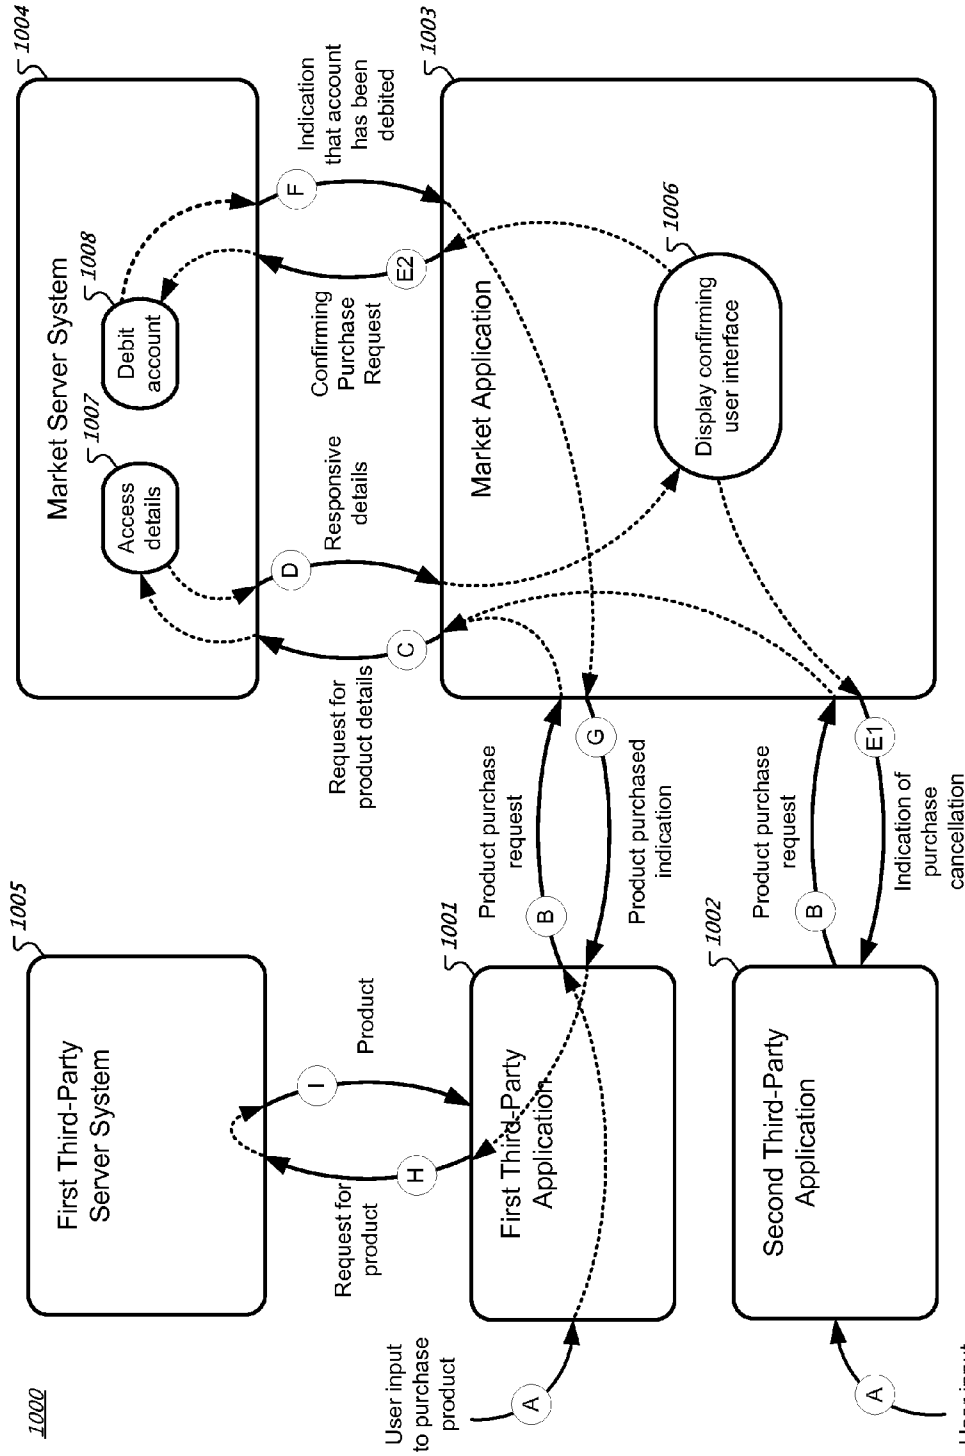 1000
1005
First Third-Party
Server System
1004
Market Server System
1007
Access
details
1008
Debit
account
Request for
product
H
I
Product
Request for
product details
C
D
Responsive
details
Confirming
Purchase
Request
E2
F
Indication
that account
has been
debited
User input
to purchase
product
A
1001
First Third-Party
Application
B
Product purchase
request
G
Product purchased
indication
1003
Market Application
1006
Display confirming
user interface
A
User input
1002
Second Third-Party
Application
B
Product purchase
request
E1
Indication of
purchase
cancellation